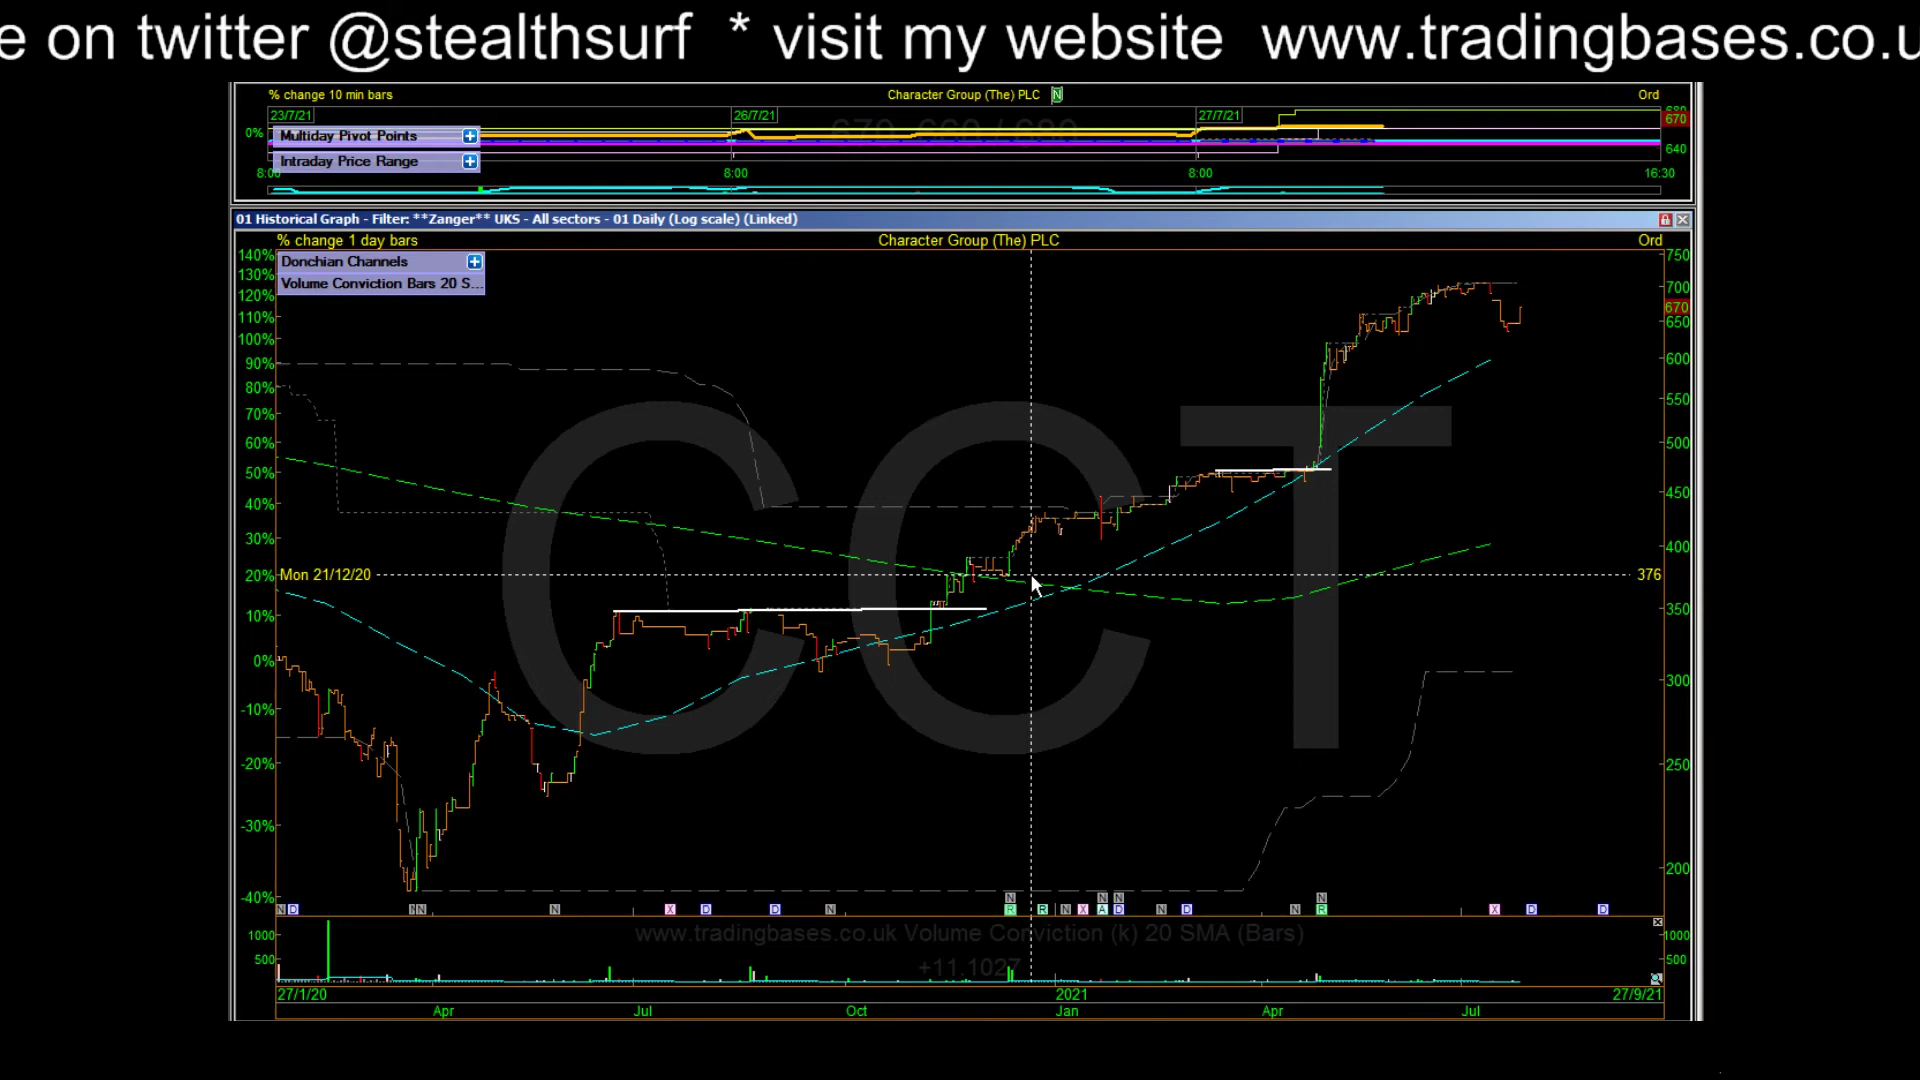 e on twitter @stealthsurf * visit my website www.tradingbases.co.u
% change 10 min bars Character Group (The) PLC N Ord
23/7/21 26/7/21 27/7/21 680
0% Multiday Pivot Points 670
Intraday Price Range 640
8:00 8:00 8:00 16:30
01 Historical Graph - Filter: **Zanger** UKS - All sectors - 01 Daily (Log scale) (Linked)
% change 1 day bars Character Group (The) PLC Ord
140% Donchian Channels 750
130% Volume Conviction Bars 20 S...
120% 700
110% 670
100% 650
90% 600
80%
70% 550
60% 500
50%
40% 450
30% 400
20% Mon 21/12/20 376
10% 350
0%
CCT
-10% 300
-20% 250
-30%
-40% 200
N N N N N
N D N N N X D D N R R N X A D N D N R X D D
www.tradingbases.co.uk Volume Conviction (k) 20 SMA (Bars)
1000 1000
500 +11.1027 500
27/1/20 2021 27/9/21
Apr Jul Oct Jan Apr Jul